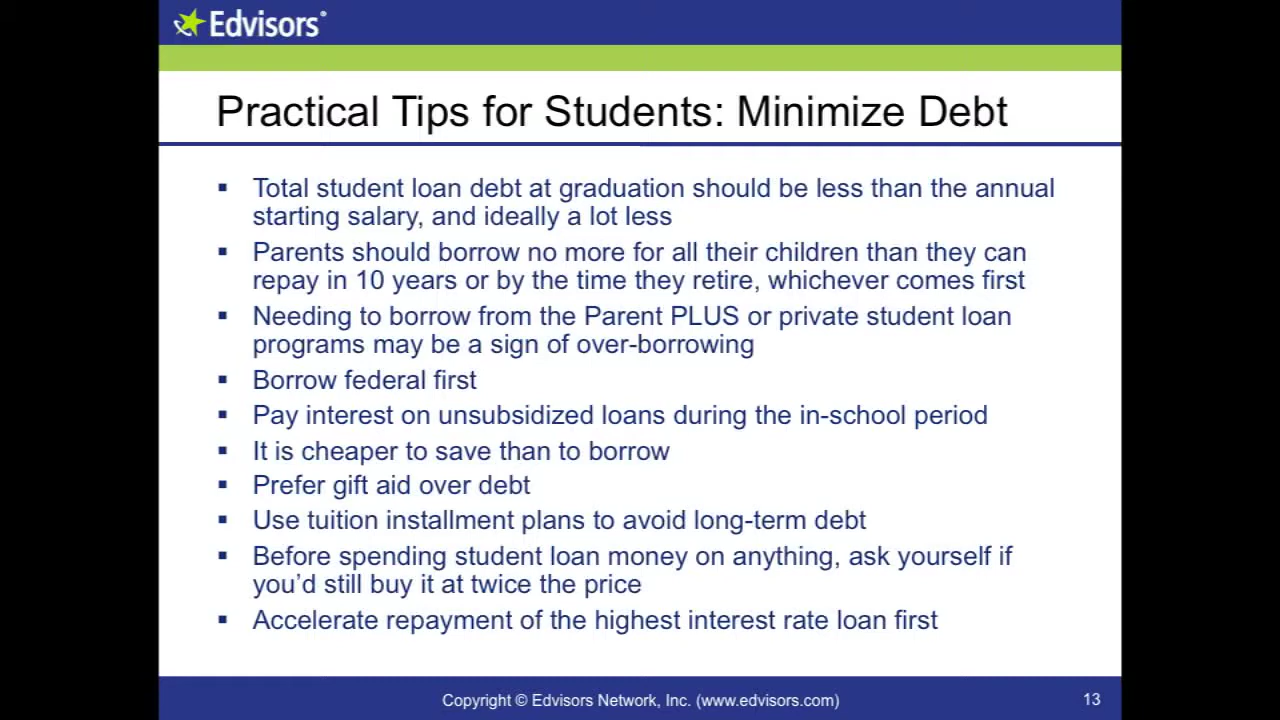 Edvisors®
Practical Tips for Students: Minimize Debt
▪ Total student loan debt at graduation should be less than the annual
starting salary, and ideally a lot less
▪ Parents should borrow no more for all their children than they can
repay in 10 years or by the time they retire, whichever comes first
▪ Needing to borrow from the Parent PLUS or private student loan
programs may be a sign of over-borrowing
▪ Borrow federal first
▪ Pay interest on unsubsidized loans during the in-school period
▪ It is cheaper to save than to borrow
▪ Prefer gift aid over debt
▪ Use tuition installment plans to avoid long-term debt
▪ Before spending student loan money on anything, ask yourself if
you’d still buy it at twice the price
▪ Accelerate repayment of the highest interest rate loan first
Copyright © Edvisors Network, Inc. (www.edvisors.com)
13